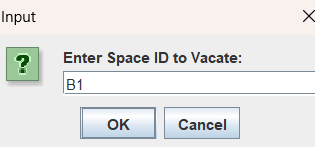 Input
Enter Space ID to Vacate:
B1
OK Cancel